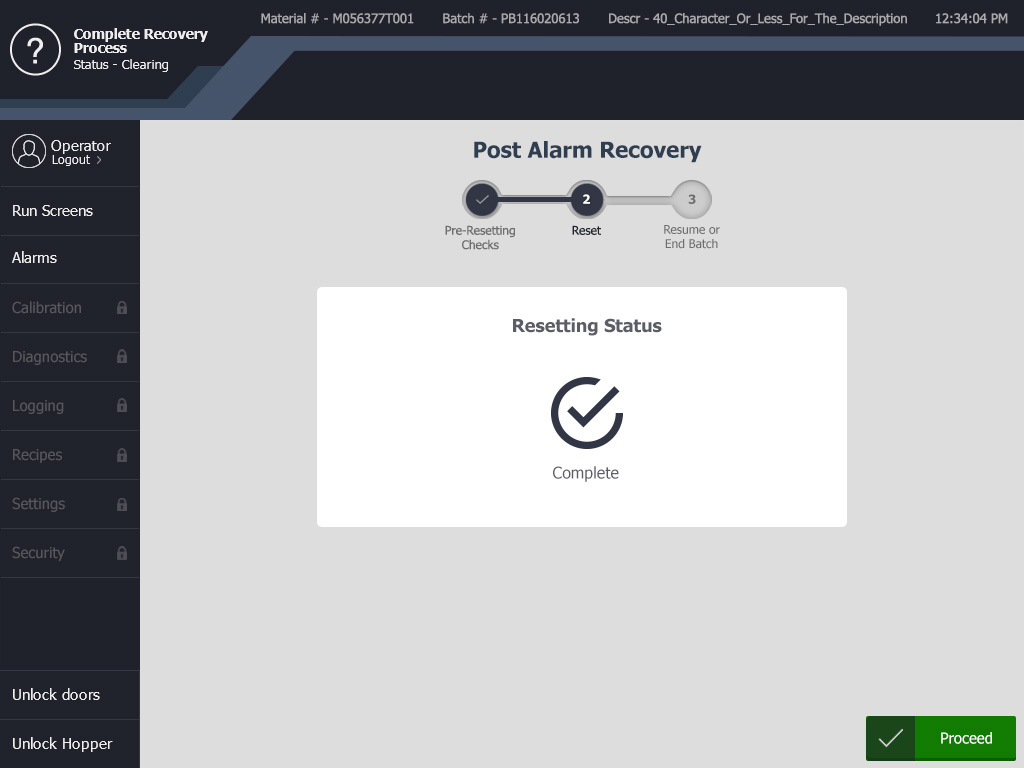 Material # - M056377T001
Batch # - PB116020613
Descr - 40_Character_Or_Less_For_The_Description
12:34:04 PM
?
Complete Recovery
Process
Status - Clearing
Operator
Logout >
Run Screens
Alarms
Calibration
Diagnostics
Logging
Recipes
Settings
Security
Unlock doors
Unlock Hopper
Post Alarm Recovery
2
3
Pre-Resetting
Checks
Reset
Resume or
End Batch
Resetting Status
Complete
Proceed